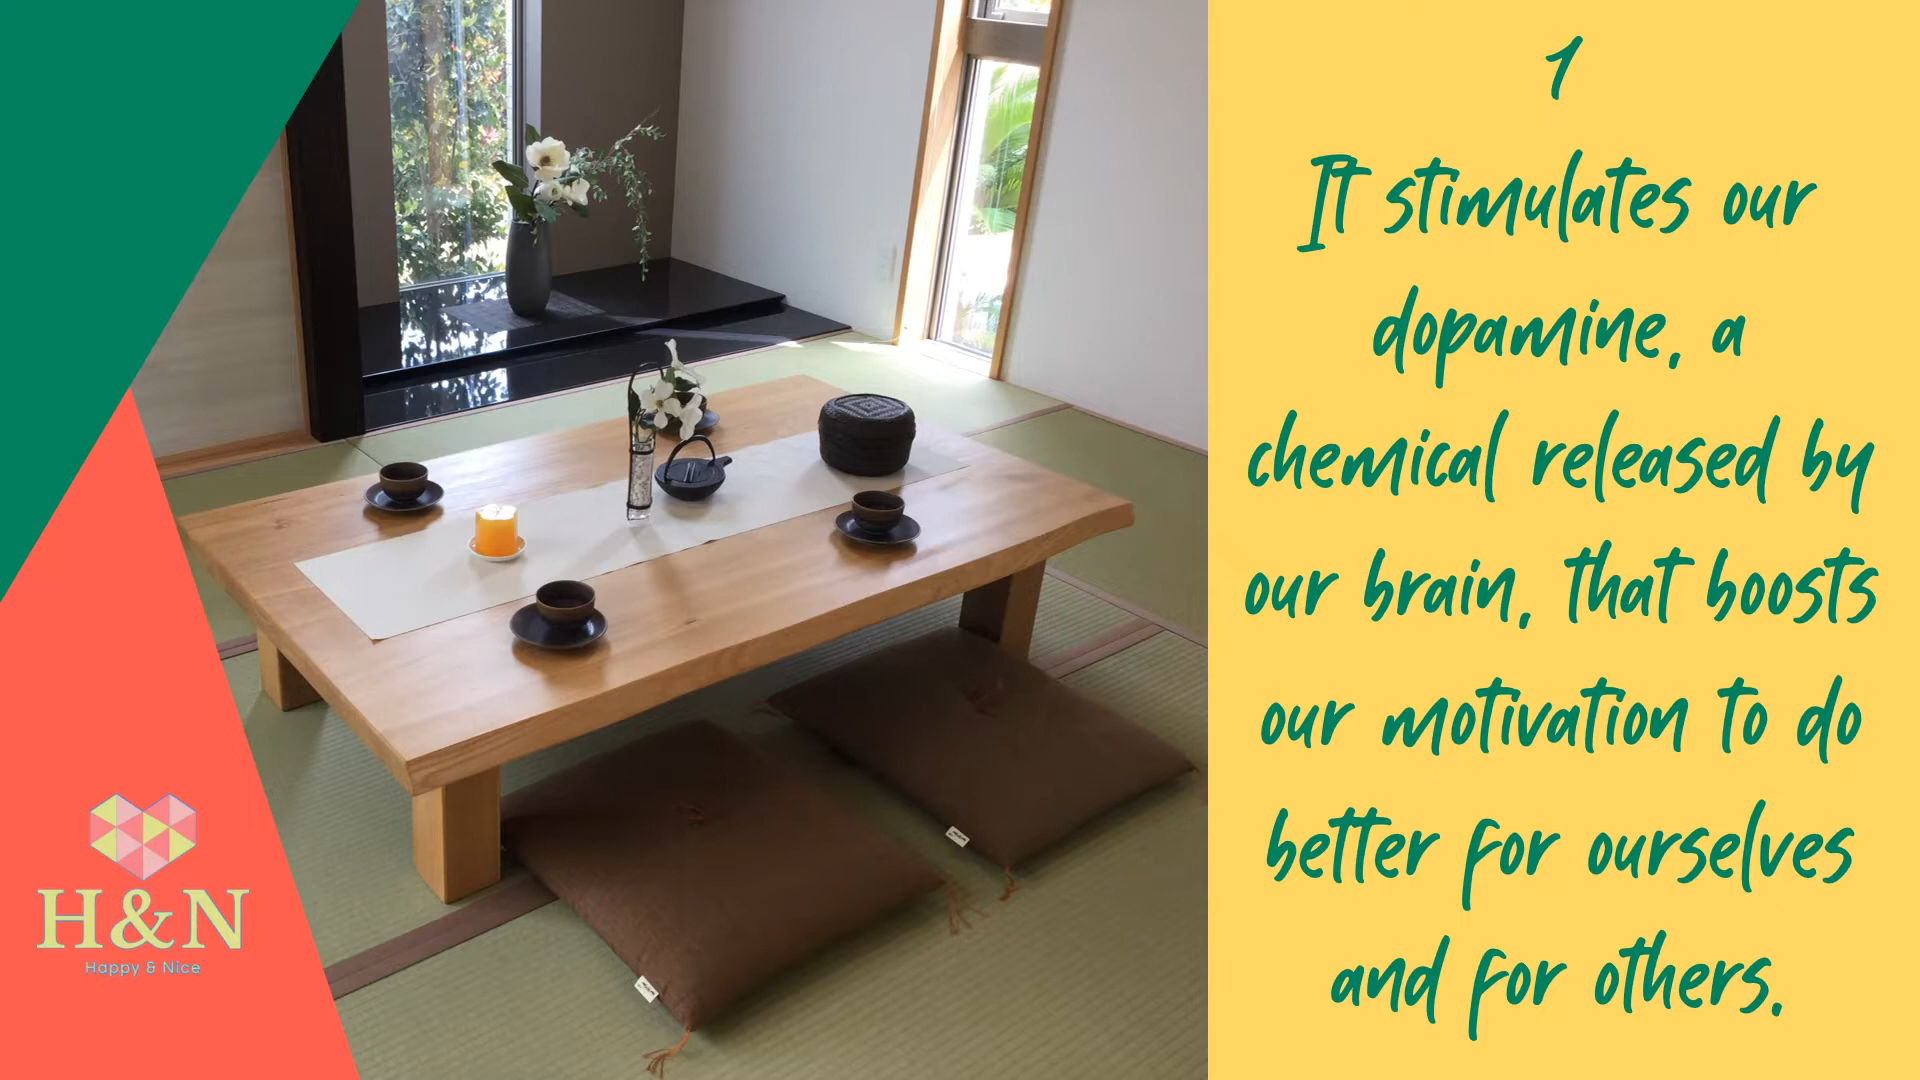 1
It stimulates our
dopamine, a
chemical released by
our brain, that boosts
our motivation to do
better for ourselves
and for others.
H&N
Happy & Nice